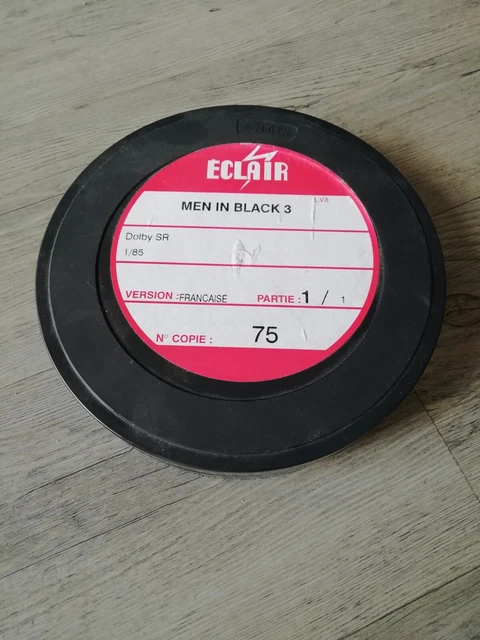 ECLAIR
MEN IN BLACK 3
Dolby SR
1/85
VERSION : FRANCAISE PARTIE : 1 / 1
N° COPIE : 75